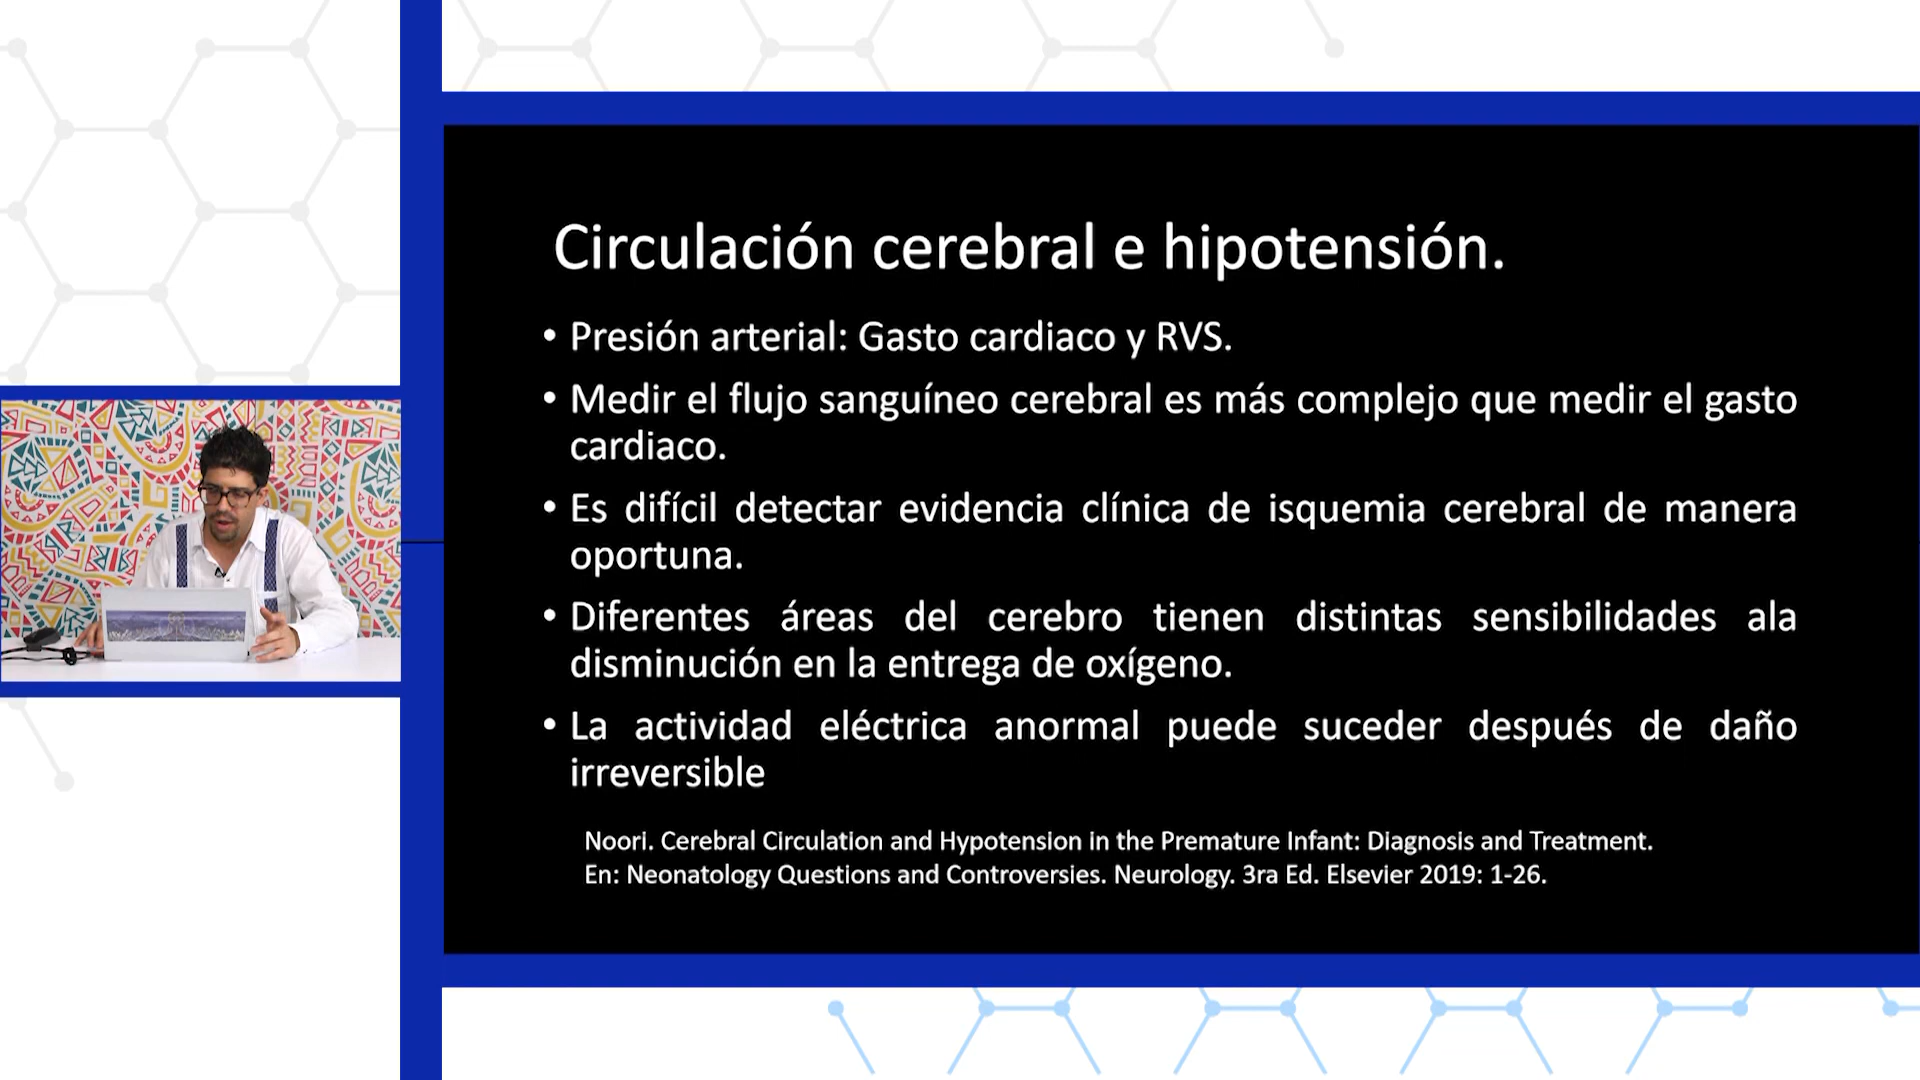 Circulación cerebral e hipotensión.
• Presión arterial: Gasto cardiaco y RVS.
• Medir el flujo sanguíneo cerebral es más complejo que medir el gasto
cardiaco.
• Es difícil detectar evidencia clínica de isquemia cerebral de manera
oportuna.
• Diferentes áreas del cerebro tienen distintas sensibilidades ala
disminución en la entrega de oxígeno.
• La actividad eléctrica anormal puede suceder después de daño
irreversible
Noori. Cerebral Circulation and Hypotension in the Premature Infant: Diagnosis and Treatment.
En: Neonatology Questions and Controversies. Neurology. 3ra Ed. Elsevier 2019: 1-26.